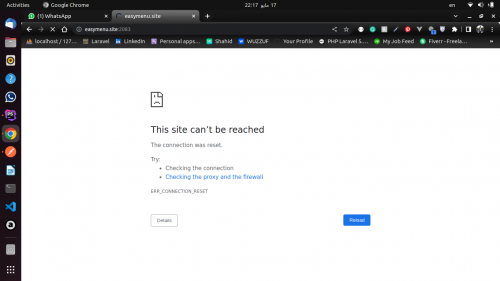 Activities
Google Chrome
22:17 مايو 17
en
(1) WhatsApp
easymenu.site
easymenu.site:2083
localhost / 127...
Laravel
LinkedIn
Personal apps...
Shahid
WUZZUF
Your Profile
PHP Laravel 5...
My Job Feed
Fiverr - Freela...
This site can't be reached
The connection was reset.
Try:
Checking the connection
Checking the proxy and the firewall
ERR_CONNECTION_RESET
Details
Reload